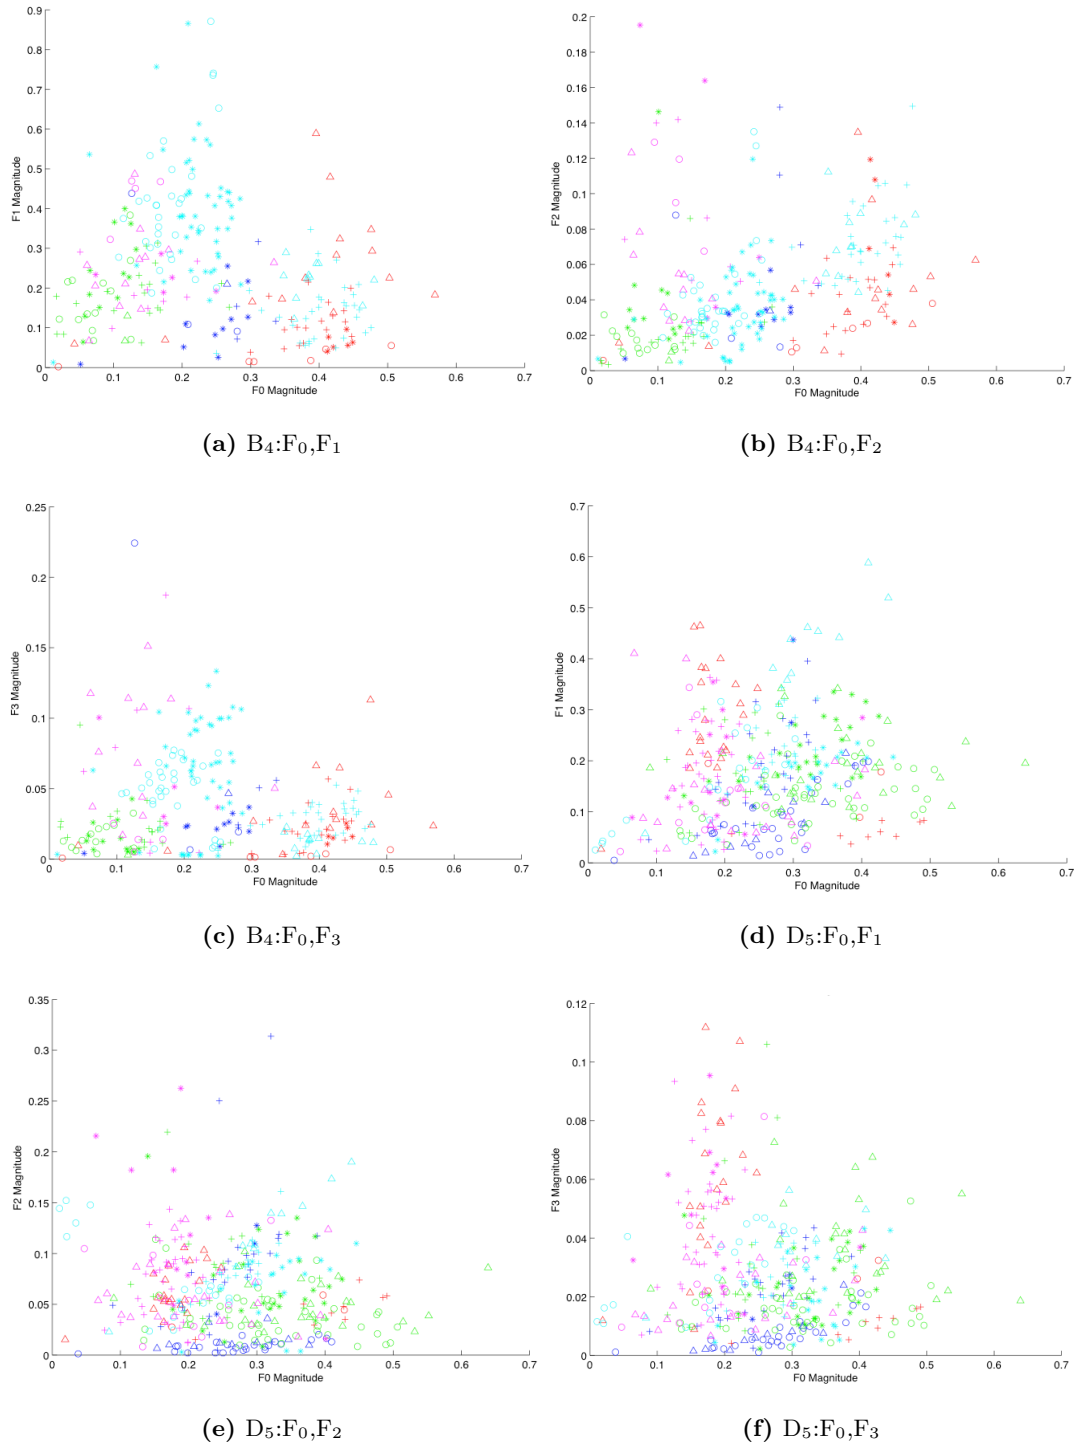 0.9
0.8
0.7
0.6
0.5
0.4
0.3
0.2
0.1
0
F1 Magnitude
0 0.1 0.2 0.3 0.4 0.5 0.6 0.7
F0 Magnitude
(a) B4:F0,F1
0.2
0.18
0.16
0.14
0.12
0.1
0.08
0.06
0.04
0.02
0
F2 Magnitude
0 0.1 0.2 0.3 0.4 0.5 0.6 0.7
F0 Magnitude
(b) B4:F0,F2
0.25
0.2
0.15
0.1
0.05
0
F3 Magnitude
0 0.1 0.2 0.3 0.4 0.5 0.6 0.7
F0 Magnitude
(c) B4:F0,F3
0.7
0.6
0.5
0.4
0.3
0.2
0.1
0
F1 Magnitude
0 0.1 0.2 0.3 0.4 0.5 0.6 0.7
F0 Magnitude
(d) D5:F0,F1
0.35
0.3
0.25
0.2
0.15
0.1
0.05
0
F2 Magnitude
0 0.1 0.2 0.3 0.4 0.5 0.6 0.7
F0 Magnitude
(e) D5:F0,F2
0.12
0.1
0.08
0.06
0.04
0.02
0
F3 Magnitude
0 0.1 0.2 0.3 0.4 0.5 0.6 0.7
F0 Magnitude
(f) D5:F0,F3